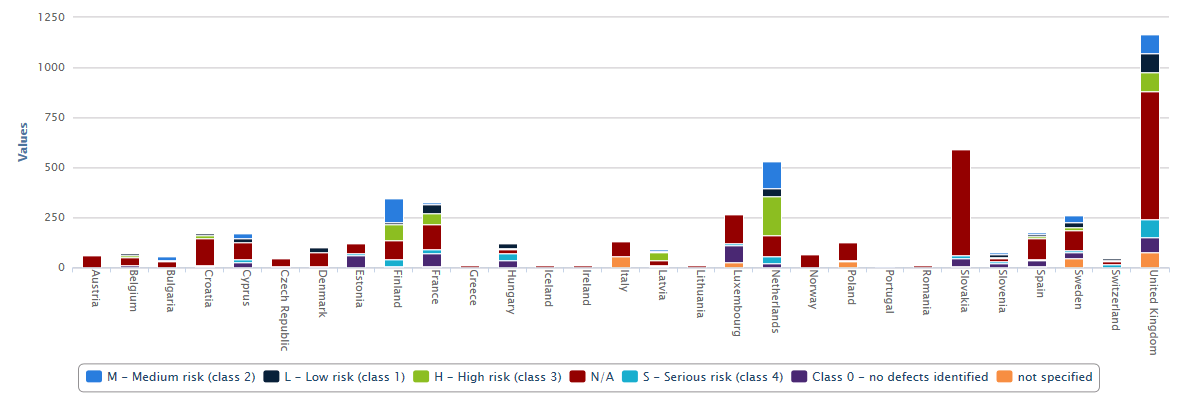 1250
1000
750
500
250
0
Values
Austria
Belgium
Bulgaria
Croatia
Cyprus
Czech Republic
Denmark
Estonia
Finland
France
Greece
Hungary
Iceland
Ireland
Italy
Latvia
Lithuania
Luxembourg
Netherlands
Norway
Poland
Portugal
Romania
Slovakia
Slovenia
Spain
Sweden
Switzerland
United Kingdom
M – Medium risk (class 2) L – Low risk (class 1) H – High risk (class 3) N/A S – Serious risk (class 4) Class 0 – no defects identified not specified